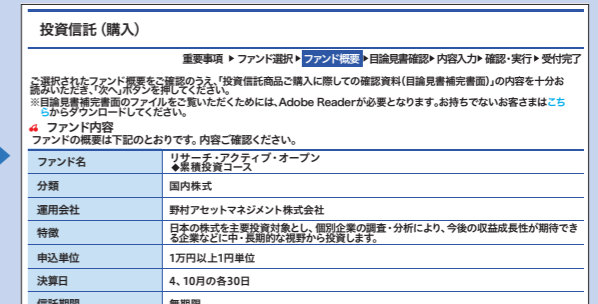 投資信託（購入）
重要事項 ▶ ファンド選択 ▶ ファンド概要 ▶ 目論見書確認 ▶ 内容入力 ▶ 確認・実行 ▶ 受付完了
ご選択されたファンド概要をご確認のうえ、「投資信託商品ご購入に際しての確認資料（目論見書補完書面）」の内容を十分お
読みいただき、「次へ」ボタンを押してください。
※目論見書補完書面のファイルをご覧いただくためには、Adobe Readerが必要となります。お持ちでないお客さまはこち
らからダウンロードしてください。
ファンド内容
ファンドの概要は下記のとおりです。内容ご確認ください。
ファンド名 リサーチ・アクティブ・オープン
◆累積投資コース
分類 国内株式
運用会社 野村アセットマネジメント株式会社
特徴 日本の株式を主要投資対象とし、個別企業の調査・分析により、今後の収益成長性が期待でき
る企業などに中・長期的な視野から投資します。
申込単位 1万円以上1円単位
決算日 4、10月の各30日
信託期間 無期限